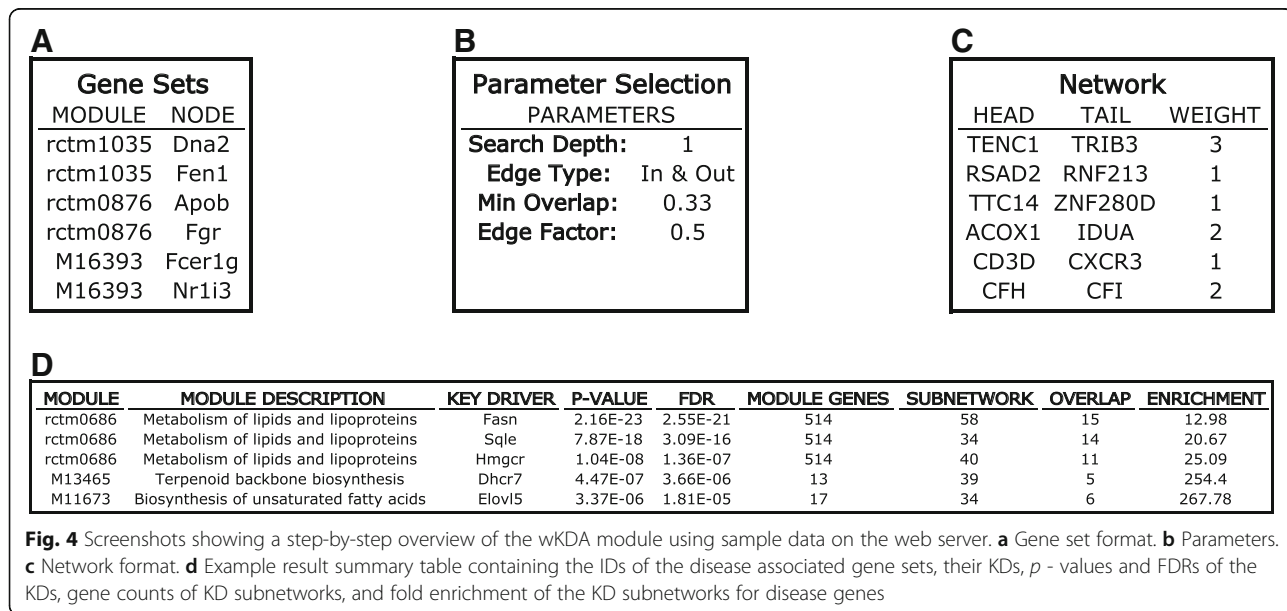 A
Gene Sets
MODULE NODE
rctm1035 Dna2
rctm1035 Fen1
rctm0876 Apob
rctm0876 Fgr
M16393 Fcer1g
M16393 Nr1i3
B
Parameter Selection
PARAMETERS
Search Depth: 1
Edge Type: In & Out
Min Overlap: 0.33
Edge Factor: 0.5
C
Network
HEAD TAIL WEIGHT
TENC1 TRIB3 3
RSAD2 RNF213 1
TTC14 ZNF280D 1
ACOX1 IDUA 2
CD3D CXCR3 1
CFH CFI 2
D
MODULE MODULE DESCRIPTION KEY DRIVER P-VALUE FDR MODULE GENES SUBNETWORK OVERLAP ENRICHMENT
rctm0686 Metabolism of lipids and lipoproteins Fasn 2.16E-23 2.55E-21 514 58 15 12.98
rctm0686 Metabolism of lipids and lipoproteins Sqle 7.87E-18 3.09E-16 514 34 14 20.67
rctm0686 Metabolism of lipids and lipoproteins Hmgcr 1.04E-08 1.36E-07 514 40 11 25.09
M13465 Terpenoid backbone biosynthesis Dhcr7 4.47E-07 3.66E-06 13 39 5 254.4
M11673 Biosynthesis of unsaturated fatty acids Elovl5 3.37E-06 1.81E-05 17 34 6 267.78
Fig. 4 Screenshots showing a step-by-step overview of the wKDA module using sample data on the web server. a Gene set format. b Parameters.
c Network format. d Example result summary table containing the IDs of the disease associated gene sets, their KDs, p - values and FDRs of the
KDs, gene counts of KD subnetworks, and fold enrichment of the KD subnetworks for disease genes